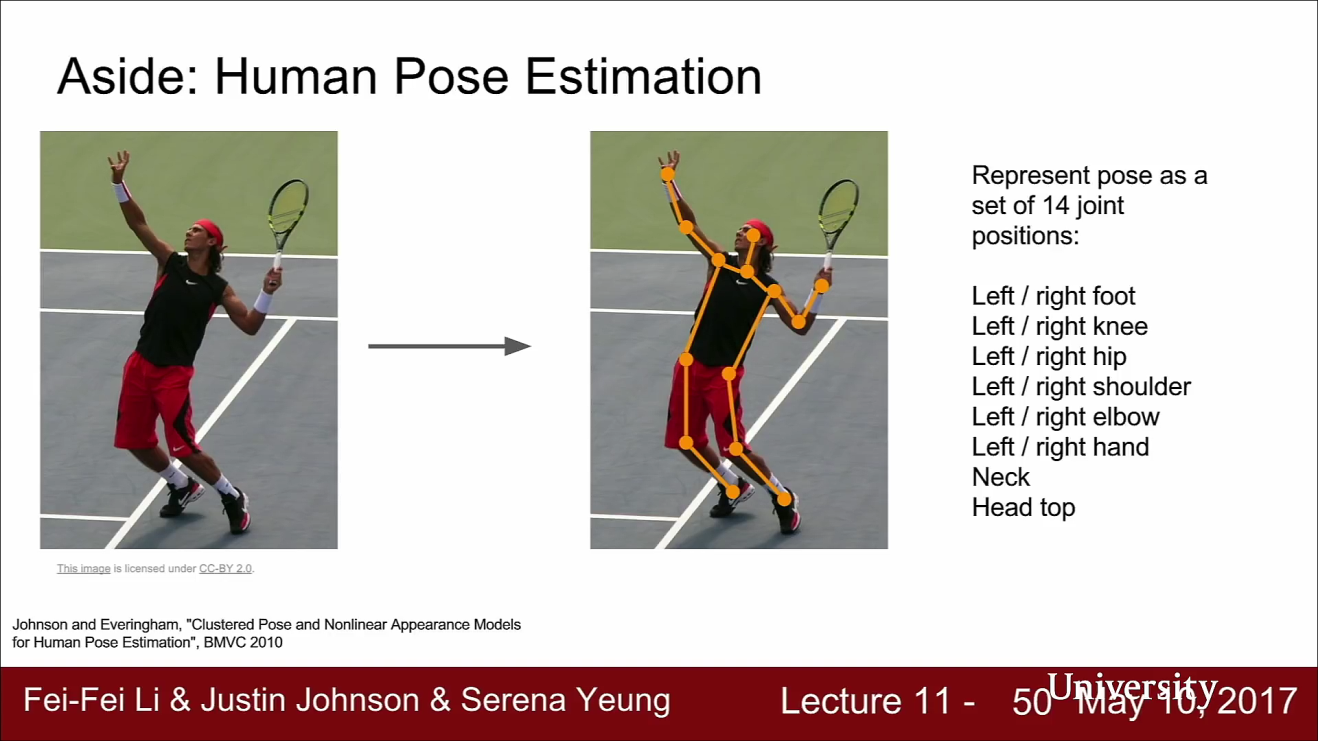 Aside: Human Pose Estimation
Represent pose as a
set of 14 joint
positions:
Left / right foot
Left / right knee
Left / right hip
Left / right shoulder
Left / right elbow
Left / right hand
Neck
Head top
This image is licensed under CC-BY 2.0.
Johnson and Everingham, "Clustered Pose and Nonlinear Appearance Models
for Human Pose Estimation", BMVC 2010
Fei-Fei Li & Justin Johnson & Serena Yeung
Lecture 11 - 50 May 10, 2017
University